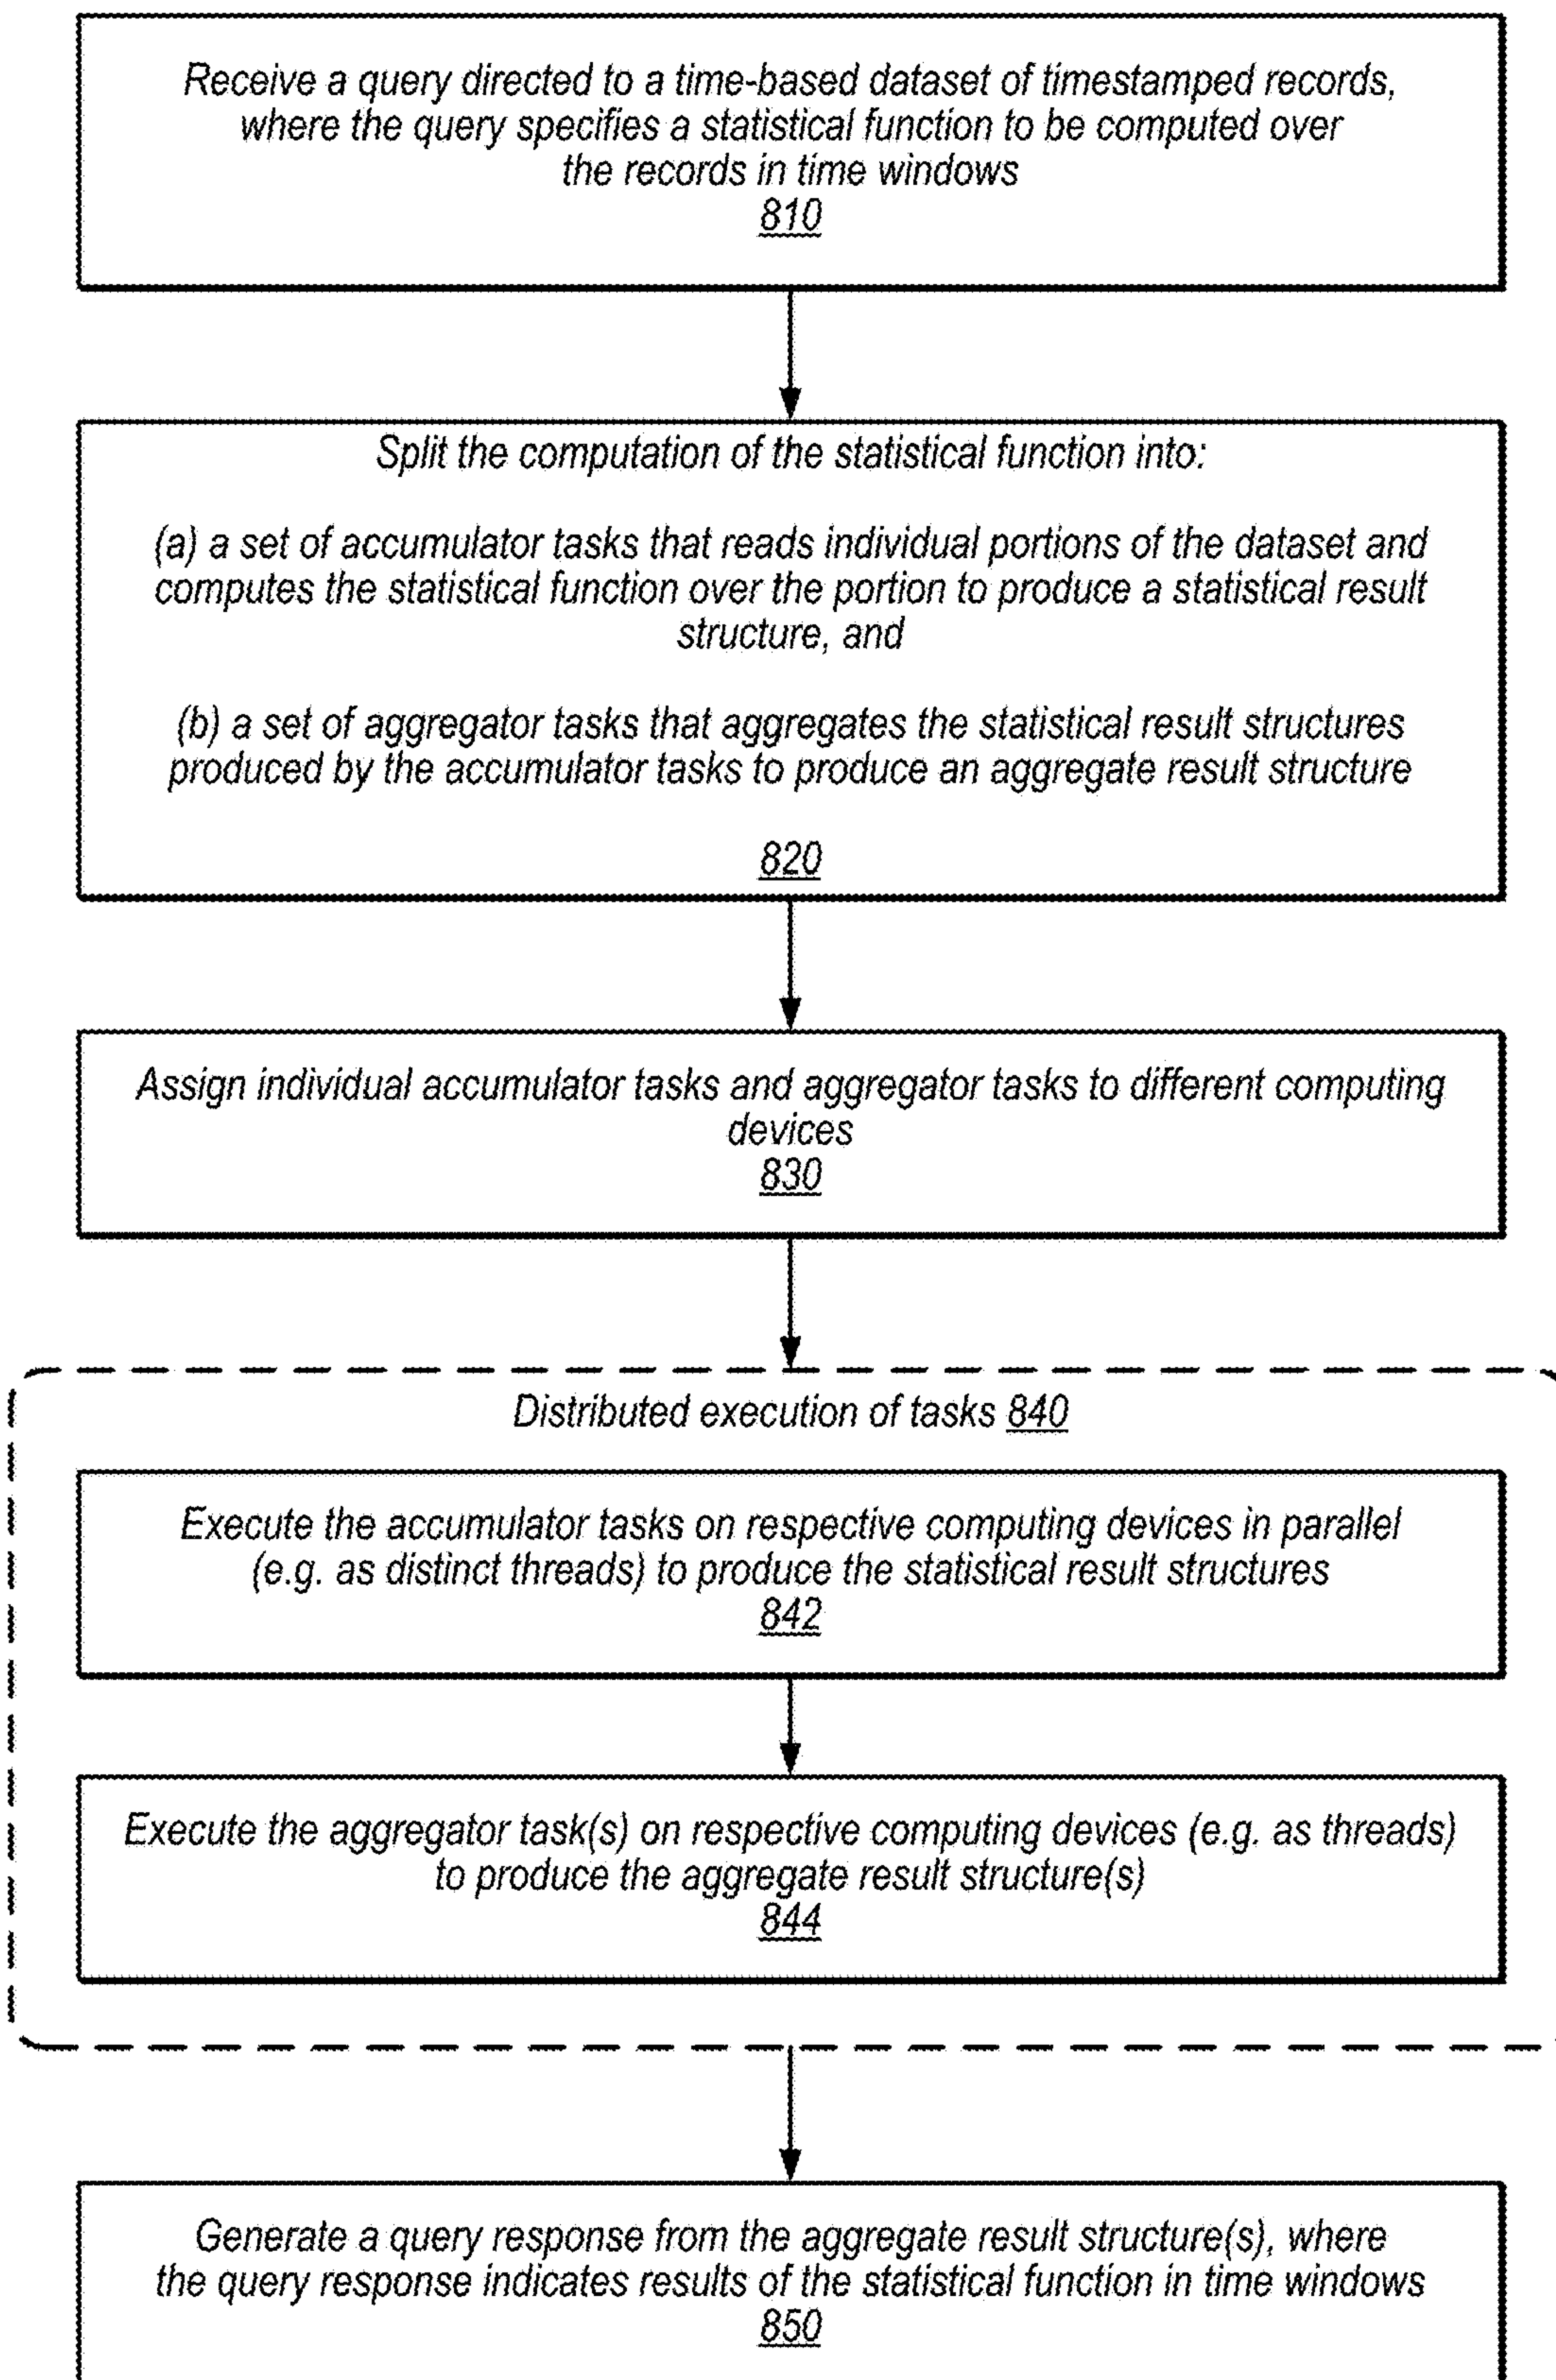 Receive a query directed to a time-based dataset of timestamped records,
where the query specifies a statistical function to be computed over
the records in time windows
810
Split the computation of the statistical function into:
(a) a set of accumulator tasks that reads individual portions of the dataset and
computes the statistical function over the portion to produce a statistical result
structure, and
(b) a set of aggregator tasks that aggregates the statistical result structures
produced by the accumulator tasks to produce an aggregate result structure
820
Assign individual accumulator tasks and aggregator tasks to different computing
devices
830
Distributed execution of tasks 840
Execute the accumulator tasks on respective computing devices in parallel
(e.g. as distinct threads) to produce the statistical result structures
842
Execute the aggregator task(s) on respective computing devices (e.g. as threads)
to produce the aggregate result structure(s)
844
Generate a query response from the aggregate result structure(s), where
the query response indicates results of the statistical function in time windows
850